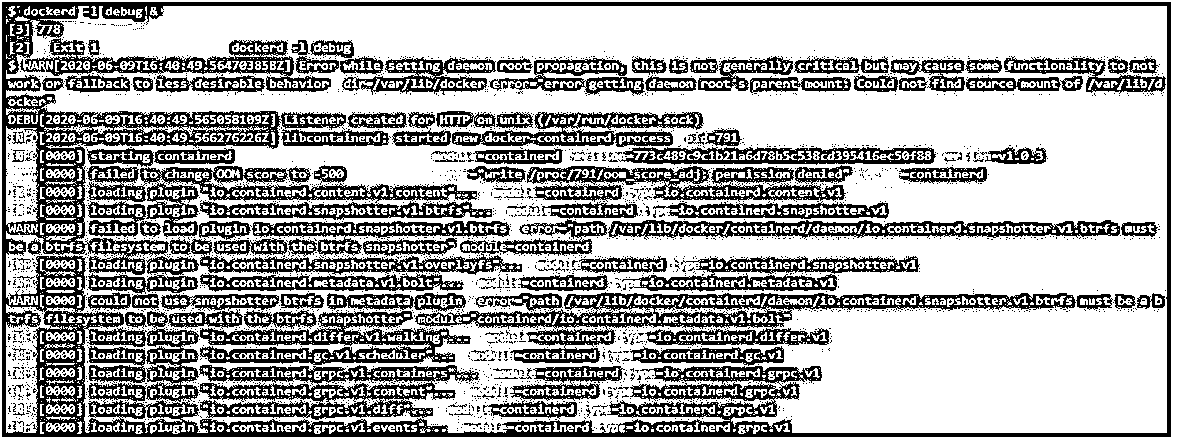 $ dockerd -l debug &
[3] 778
[2]   Exit 1                  dockerd -l debug
$ WARN[2020-06-09T16:40:49.564703858Z] Error while setting daemon root propagation, this is not generally critical but may cause some functionality to not
work or fallback to less desirable behavior  dir=/var/lib/docker error="error getting daemon root's parent mount: Could not find source mount of /var/lib/d
ocker"
DEBU[2020-06-09T16:40:49.565058109Z] Listener created for HTTP on unix (/var/run/docker.sock)
INFO[2020-06-09T16:40:49.566276226Z] libcontainerd: started new docker-containerd process  pid=791
INFO[0000] starting containerd                           module=containerd revision=773c489c9c1b21a6d78b5c538cd395416ec50f88 version=v1.0.3
[0000] failed to change OOM score to -500            ="write /proc/791/oom_score_adj: permission denied" =containerd
INFO[0000] loading plugin "io.containerd.content.v1.content"...  module=containerd type=io.containerd.content.v1
INFO[0000] loading plugin "io.containerd.snapshotter.v1.btrfs"...  module=containerd type=io.containerd.snapshotter.v1
WARN[0000] failed to load plugin io.containerd.snapshotter.v1.btrfs  error="path /var/lib/docker/containerd/daemon/io.containerd.snapshotter.v1.btrfs must
be a btrfs filesystem to be used with the btrfs snapshotter" module=containerd
INFO[0000] loading plugin "io.containerd.snapshotter.v1.overlayfs"...  module=containerd type=io.containerd.snapshotter.v1
INFO[0000] loading plugin "io.containerd.metadata.v1.bolt"...  module=containerd type=io.containerd.metadata.v1
WARN[0000] could not use snapshotter btrfs in metadata plugin  error="path /var/lib/docker/containerd/daemon/io.containerd.snapshotter.v1.btrfs must be a b
trfs filesystem to be used with the btrfs snapshotter" module="containerd/io.containerd.metadata.v1.bolt"
INFO[0000] loading plugin "io.containerd.differ.v1.walking"...  module=containerd type=io.containerd.differ.v1
INFO[0000] loading plugin "io.containerd.gc.v1.scheduler"...  module=containerd type=io.containerd.gc.v1
INFO[0000] loading plugin "io.containerd.grpc.v1.containers"...  module=containerd type=io.containerd.grpc.v1
INFO[0000] loading plugin "io.containerd.grpc.v1.content"...  module=containerd type=io.containerd.grpc.v1
INFO[0000] loading plugin "io.containerd.grpc.v1.diff"...  module=containerd type=io.containerd.grpc.v1
INFO[0000] loading plugin "io.containerd.grpc.v1.events"...  module=containerd type=io.containerd.grpc.v1